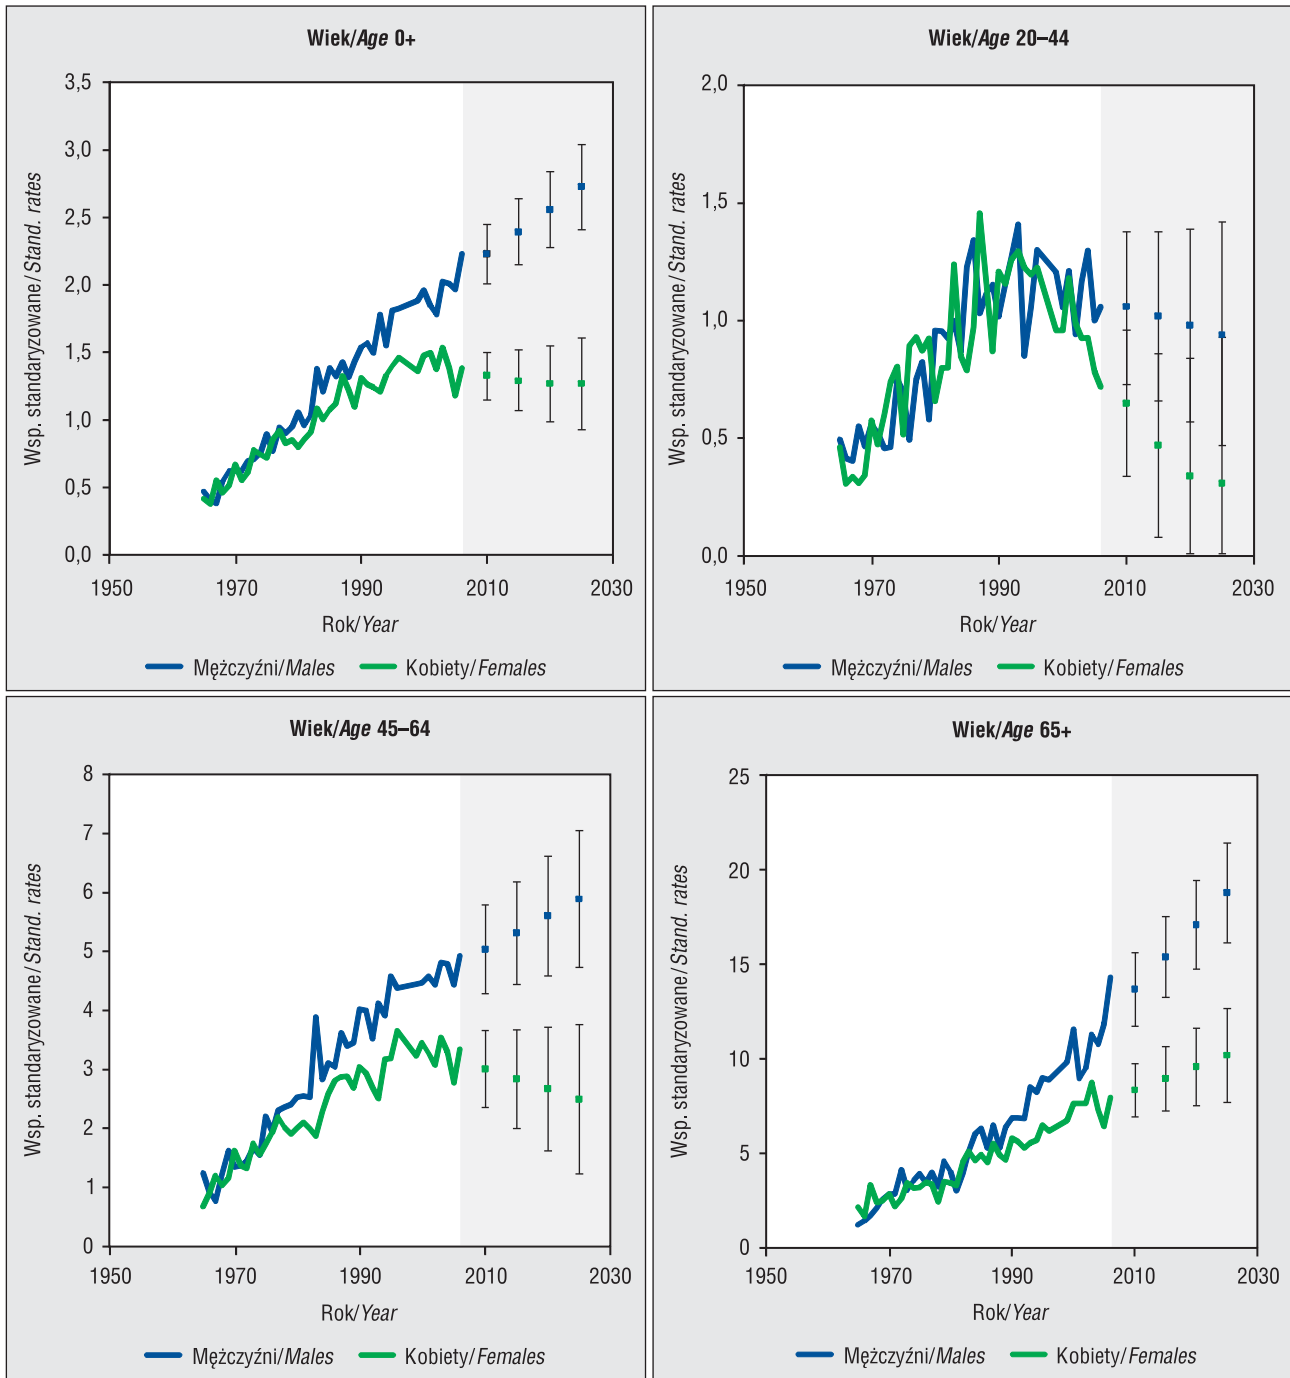 Wiek/Age 0+
Wsp. standaryzowane/Stand. rates
3,5
3,0
2,5
2,0
1,5
1,0
0,5
0,0
1950 1970 1990 2010 2030
Rok/Year
Mężczyźni/Males Kobiety/Females
Wiek/Age 20–44
Wsp. standaryzowane/Stand. rates
2,0
1,5
1,0
0,5
0,0
1950 1970 1990 2010 2030
Rok/Year
Mężczyźni/Males Kobiety/Females
Wiek/Age 45–64
Wsp. standaryzowane/Stand. rates
8
7
6
5
4
3
2
1
0
1950 1970 1990 2010 2030
Rok/Year
Mężczyźni/Males Kobiety/Females
Wiek/Age 65+
Wsp. standaryzowane/Stand. rates
25
20
15
10
5
0
1950 1970 1990 2010 2030
Rok/Year
Mężczyźni/Males Kobiety/Females